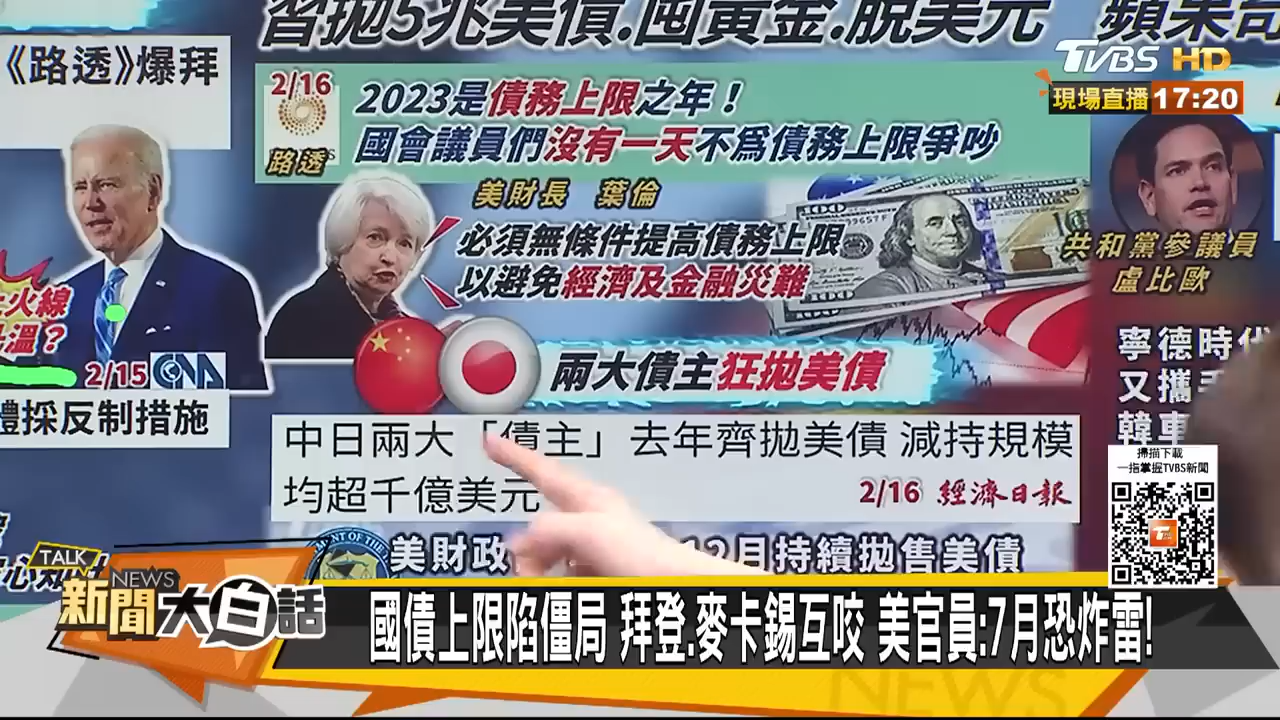 習拋5兆美債.囤黃金.脫美元
蘋果
TVBS HD
現場直播 17:20
《路透》爆拜
2/16
路透
2023是債務上限之年！
國會議員們沒有一天不為債務上限爭吵
美財長 葉倫
必須無條件提高債務上限
以避免經濟及金融災難
共和黨參議員
盧比歐
火線
溫？
2/15 CNA
採反制措施
兩大債主狂拋美債
寧德時代
又攜手
韓車
中日兩大「債主」去年齊拋美債 減持規模
均超千億美元
2/16 經濟日報
掃描下載
一指掌握TVBS新聞
美財政
12月持續拋售美債
TALK
NEWS
新聞大白話
國債上限陷僵局 拜登.麥卡錫互咬 美官員:7月恐炸雷!
NEWS